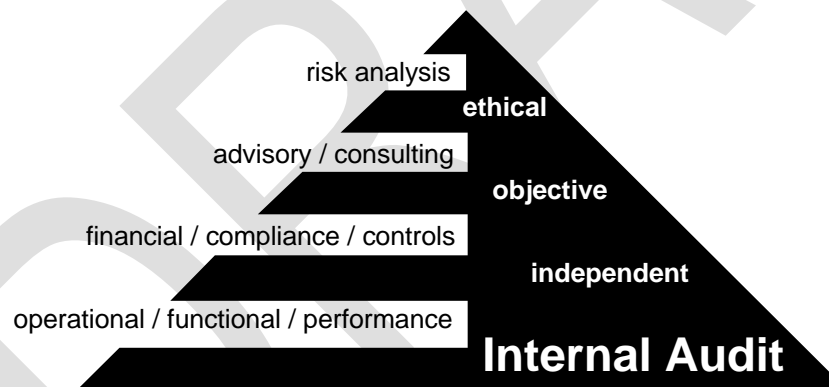 risk analysis
ethical
advisory / consulting
objective
financial / compliance / controls
independent
operational / functional / performance
Internal Audit